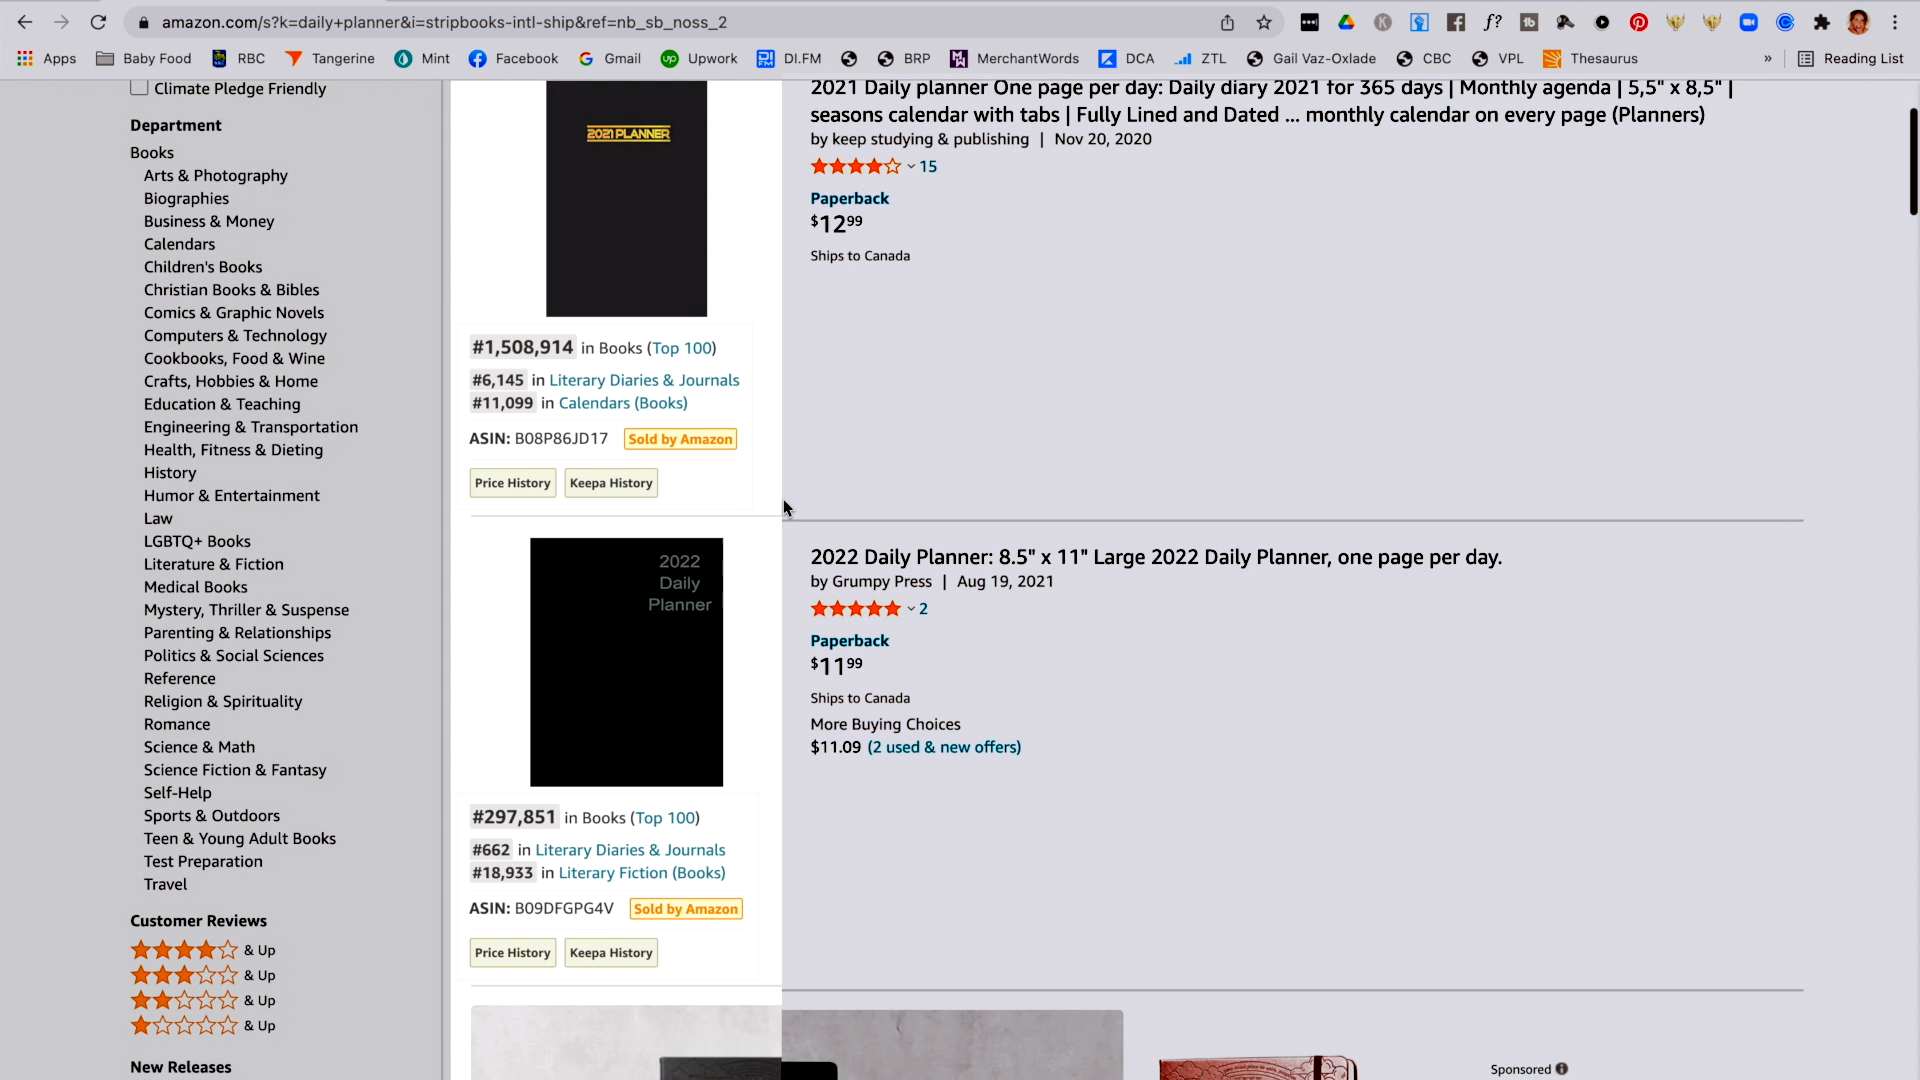 amazon.com/s?k=daily+planner&i=stripbooks-intl-ship&ref=nb_sb_noss_2
Apps Baby Food RBC Tangerine Mint Facebook Gmail Upwork DI.FM BRP MerchantWords DCA ZTL Gail Vaz-Oxlade CBC VPL Thesaurus » Reading List
Climate Pledge Friendly
Department
Books
Arts & Photography
Biographies
Business & Money
Calendars
Children's Books
Christian Books & Bibles
Comics & Graphic Novels
Computers & Technology
Cookbooks, Food & Wine
Crafts, Hobbies & Home
Education & Teaching
Engineering & Transportation
Health, Fitness & Dieting
History
Humor & Entertainment
Law
LGBTQ+ Books
Literature & Fiction
Medical Books
Mystery, Thriller & Suspense
Parenting & Relationships
Politics & Social Sciences
Reference
Religion & Spirituality
Romance
Science & Math
Science Fiction & Fantasy
Self-Help
Sports & Outdoors
Teen & Young Adult Books
Test Preparation
Travel
Customer Reviews
& Up
& Up
& Up
& Up
New Releases
2021 PLANNER
#1,508,914 in Books (Top 100)
#6,145 in Literary Diaries & Journals
#11,099 in Calendars (Books)
ASIN: B08P86JD17 Sold by Amazon
Price History Keepa History
2021 Daily planner One page per day: Daily diary 2021 for 365 days | Monthly agenda | 5,5" x 8,5" |
seasons calendar with tabs | Fully Lined and Dated ... monthly calendar on every page (Planners)
by keep studying & publishing | Nov 20, 2020
15
Paperback
$1299
Ships to Canada
2022
Daily
Planner
#297,851 in Books (Top 100)
#662 in Literary Diaries & Journals
#18,933 in Literary Fiction (Books)
ASIN: B09DFGPG4V Sold by Amazon
Price History Keepa History
2022 Daily Planner: 8.5" x 11" Large 2022 Daily Planner, one page per day.
by Grumpy Press | Aug 19, 2021
2
Paperback
$1199
Ships to Canada
More Buying Choices
$11.09 (2 used & new offers)
Sponsored